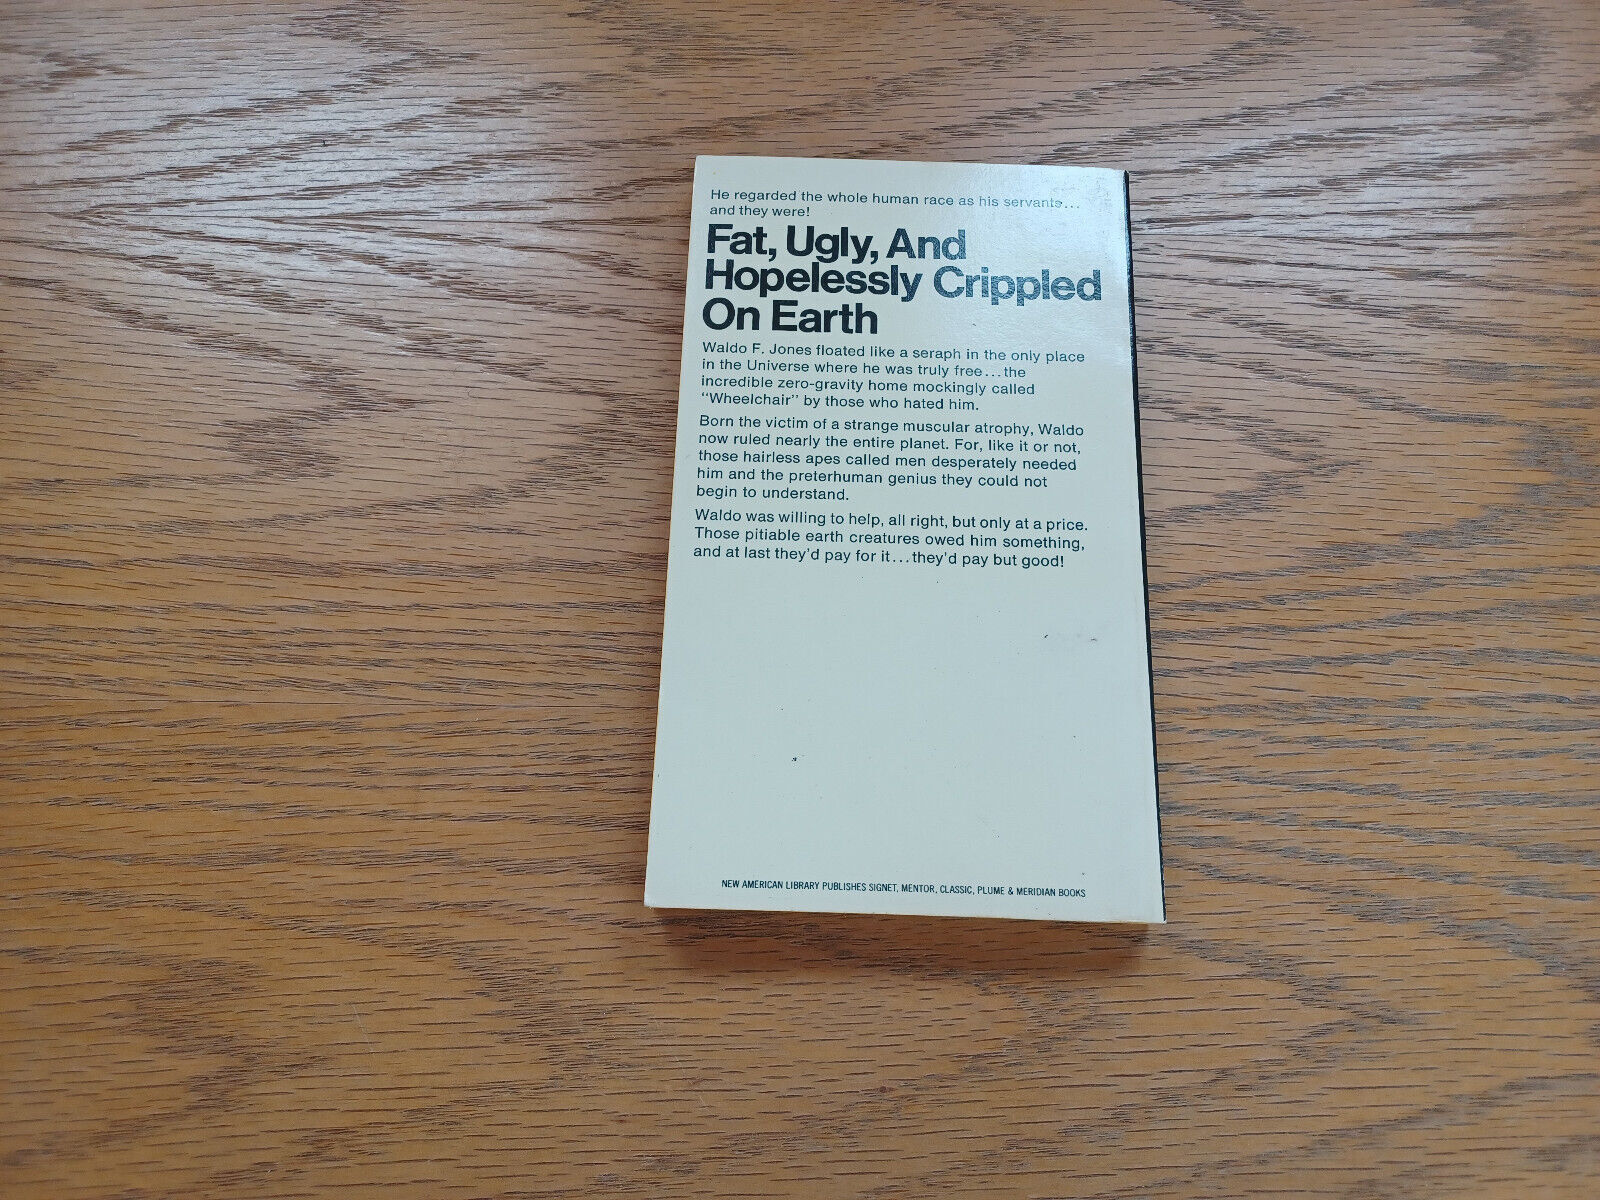 He regarded the whole human race as his servants...
and they were!
Fat, Ugly, And
Hopelessly Crippled
On Earth
Waldo F. Jones floated like a seraph in the only place
in the Universe where he was truly free...the
incredible zero-gravity home mockingly called
"Wheelchair" by those who hated him.
Born the victim of a strange muscular atrophy, Waldo
now ruled nearly the entire planet. For, like it or not,
those hairless apes called men desperately needed
him and the preterhuman genius they could not
begin to understand.
Waldo was willing to help, all right, but only at a price.
Those pitiable earth creatures owed him something,
and at last they'd pay for it...they'd pay but good!
NEW AMERICAN LIBRARY PUBLISHES SIGNET, MENTOR, CLASSIC, PLUME & MERIDIAN BOOKS